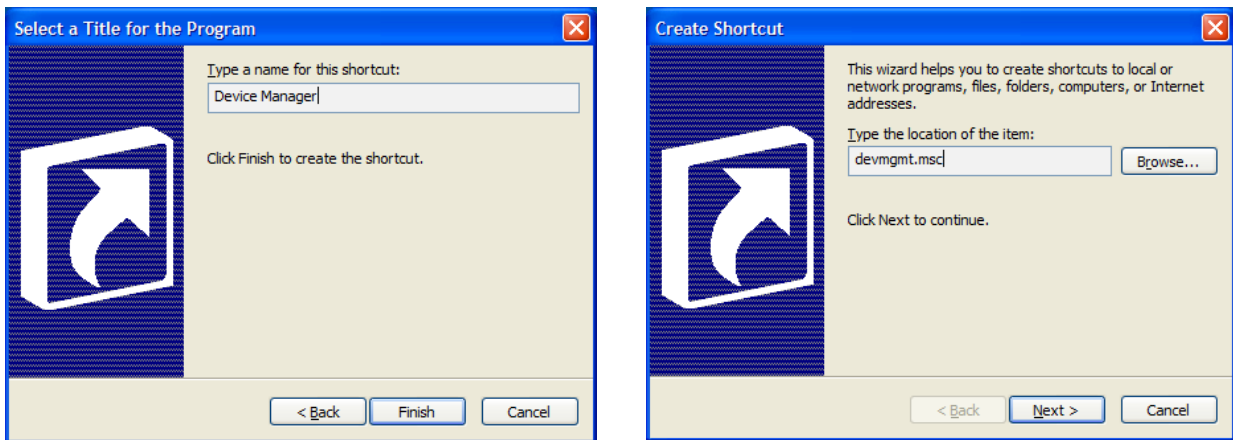 Select a Title for the Program
Type a name for this shortcut:
Device Manager
Click Finish to create the shortcut.
< Back
Finish
Cancel
Create Shortcut
This wizard helps you to create shortcuts to local or
network programs, files, folders, computers, or Internet
addresses.
Type the location of the item:
devmgmt.msc
Browse...
Click Next to continue.
< Back
Next >
Cancel